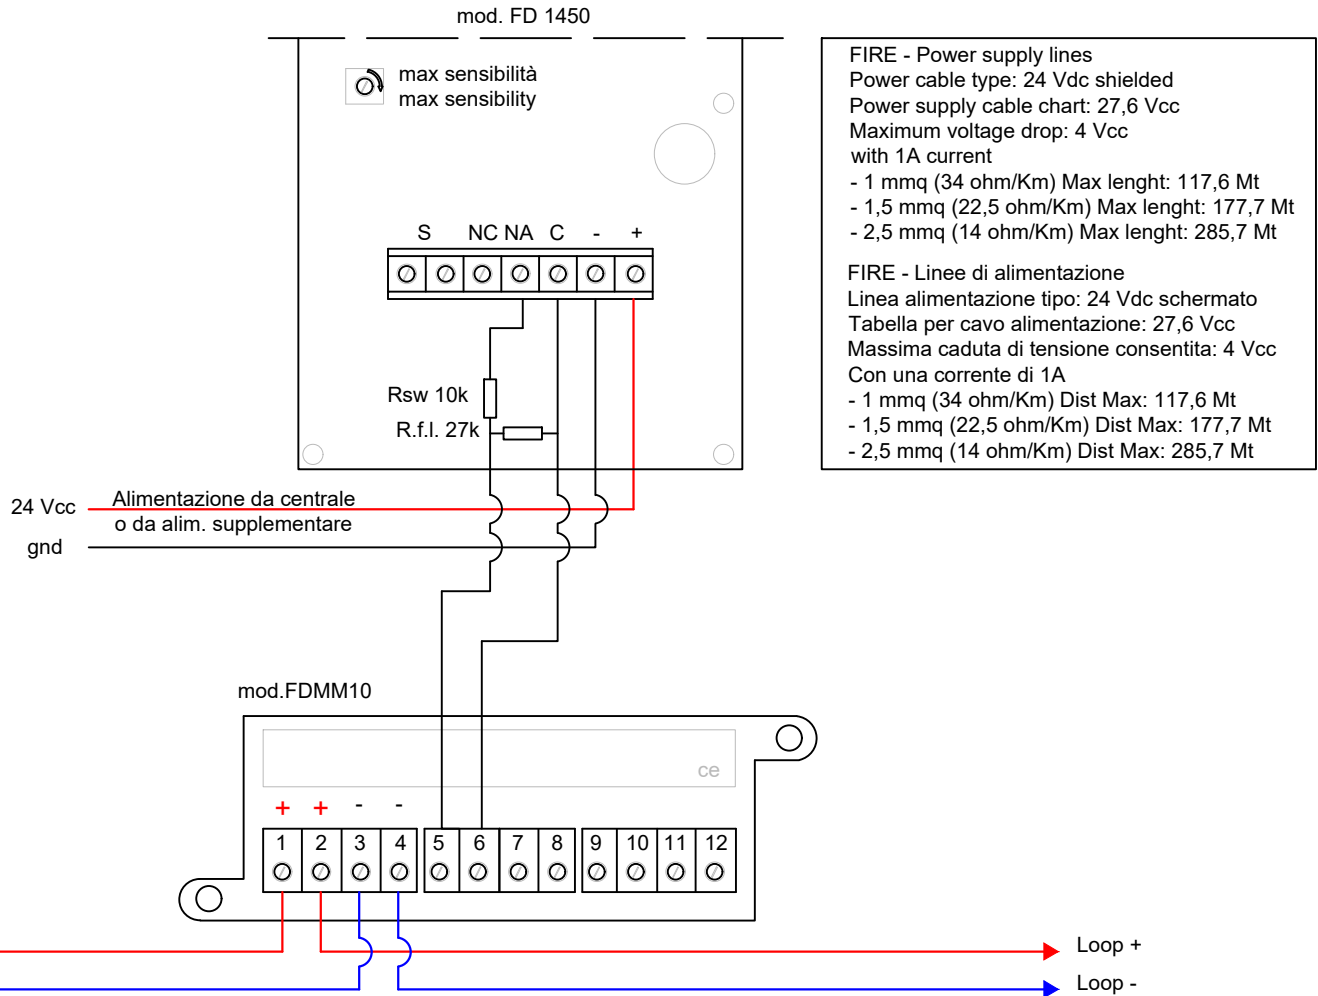 mod. FD 1450
max sensibilità
max sensibility
S NC NA C - +
Rsw 10k
R.f.l. 27k
FIRE - Power supply lines
Power cable type: 24 Vdc shielded
Power supply cable chart: 27,6 Vcc
Maximum voltage drop: 4 Vcc
with 1A current
- 1 mmq (34 ohm/Km) Max lenght: 117,6 Mt
- 1,5 mmq (22,5 ohm/Km) Max lenght: 177,7 Mt
- 2,5 mmq (14 ohm/Km) Max lenght: 285,7 Mt
FIRE - Linee di alimentazione
Linea alimentazione tipo: 24 Vdc schermato
Tabella per cavo alimentazione: 27,6 Vcc
Massima caduta di tensione consentita: 4 Vcc
Con una corrente di 1A
- 1 mmq (34 ohm/Km) Dist Max: 117,6 Mt
- 1,5 mmq (22,5 ohm/Km) Dist Max: 177,7 Mt
- 2,5 mmq (14 ohm/Km) Dist Max: 285,7 Mt
24 Vcc
Alimentazione da centrale
o da alim. supplementare
gnd
mod.FDMM10
ce
+ + - -
1 2 3 4 5 6 7 8 9 10 11 12
Loop +
Loop -